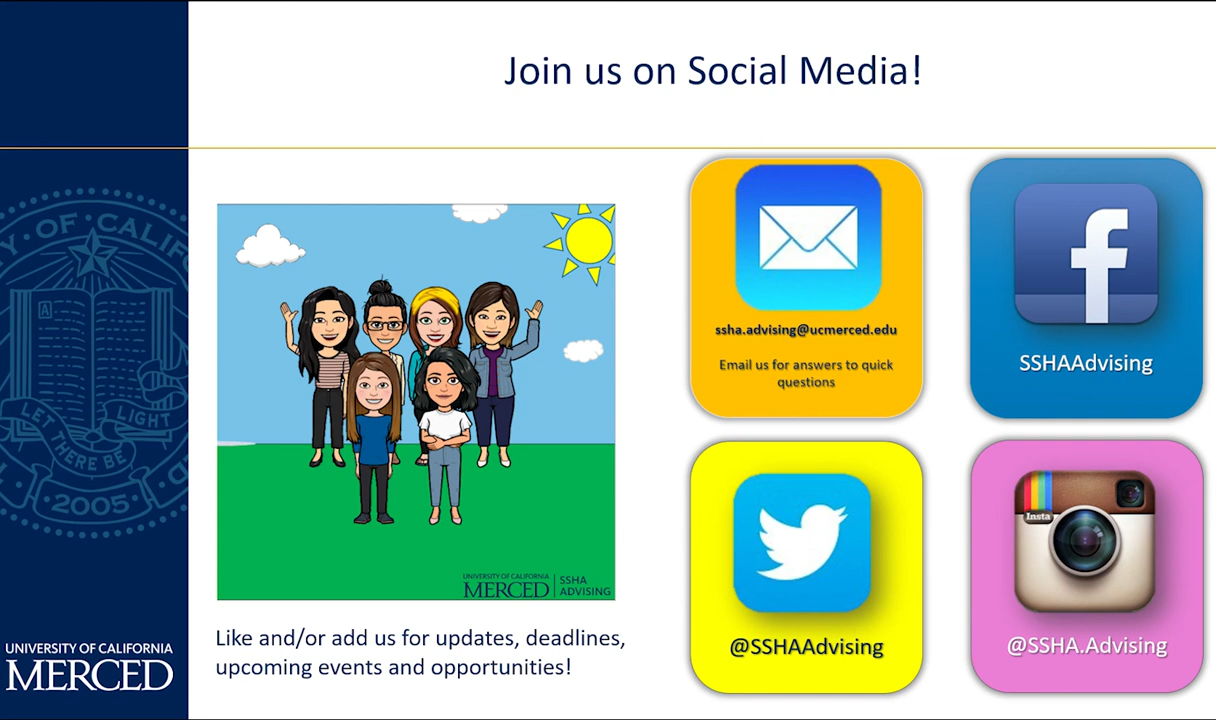 Join us on Social Media!
Y · OF · CALIF
A
LET THERE BE
LIGHT
· 2005 ·
UNIVERSITY OF CALIFORNIA
MERCED
UNIVERSITY OF CALIFORNIA
MERCED
SSHA
ADVISING
Like and/or add us for updates, deadlines,
upcoming events and opportunities!
ssha.advising@ucmerced.edu
Email us for answers to quick
questions
f
SSHAAdvising
@SSHAAdvising
Insta
@SSHA.Advising